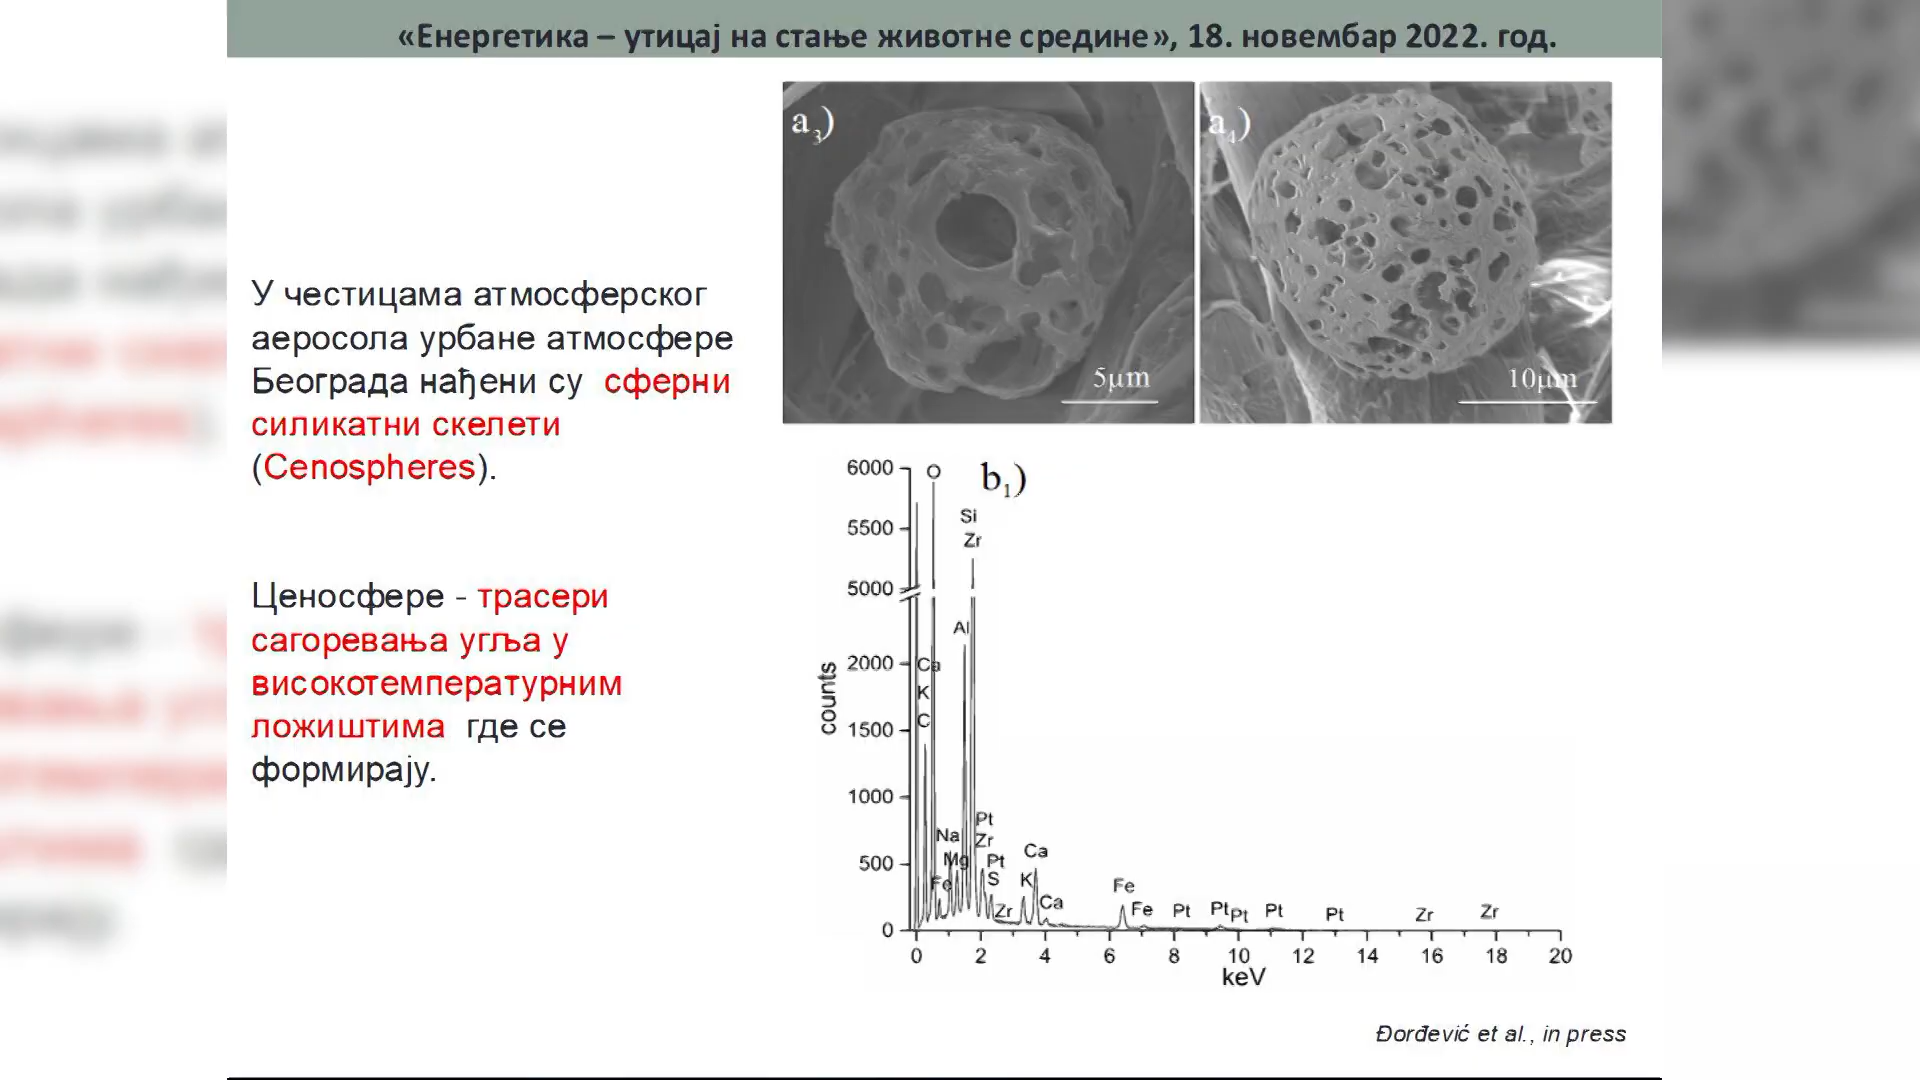 «Енергетика – утицај на стање животне средине», 18. новембар 2022. год.
a3)
a4)
5µm
10µm
У честицама атмосферског
аеросола урбане атмосфере
Београда нађени су сферни
силикатни скелети
(Cenospheres).
Ценосфере - трасери
сагоревања угља у
високотемпературним
ложиштима где се
формирају.
b1)
6000
5500
5000
2000
1500
1000
500
0
counts
O
Si
Zr
Al
Ca
K
C
Na
Mg
Fe
Pt
Zr
Pt
S
Zr
K
Ca
Ca
Fe
Fe
Pt
Pt
Pt
Pt
Pt
Zr
Zr
0 2 4 6 8 10 12 14 16 18 20
keV
Đorđević et al., in press